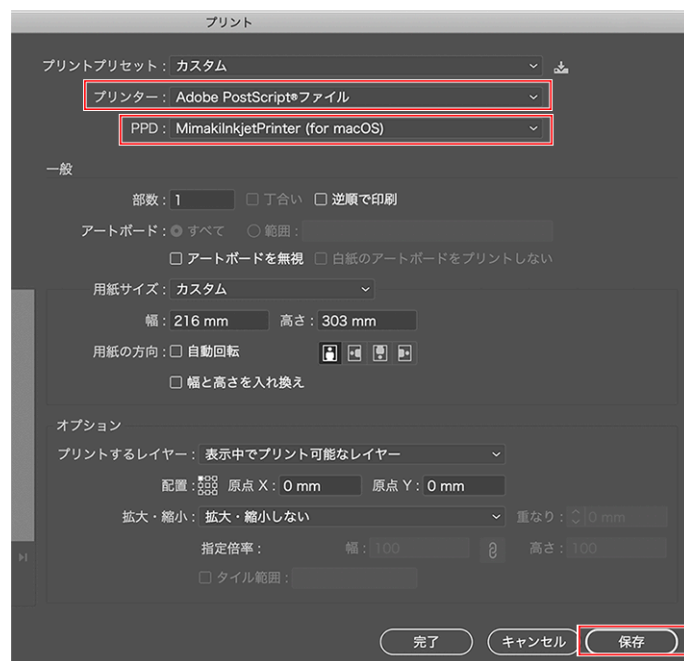 プリント
プリントプリセット : カスタム
プリンター : Adobe PostScript®ファイル
PPD : MimakiInkjetPrinter (for macOS)
一般
部数 : 1 丁合い 逆順で印刷
アートボード : すべて 範囲 :
アートボードを無視 白紙のアートボードをプリントしない
用紙サイズ : カスタム
幅 : 216 mm 高さ : 303 mm
用紙の方向 : 自動回転
幅と高さを入れ換え
オプション
プリントするレイヤー : 表示中でプリント可能なレイヤー
配置 : 原点 X : 0 mm 原点 Y : 0 mm
拡大・縮小 : 拡大・縮小しない 重なり : 0 mm
指定倍率 : 幅 : 100 高さ : 100
タイル範囲 :
完了 キャンセル 保存